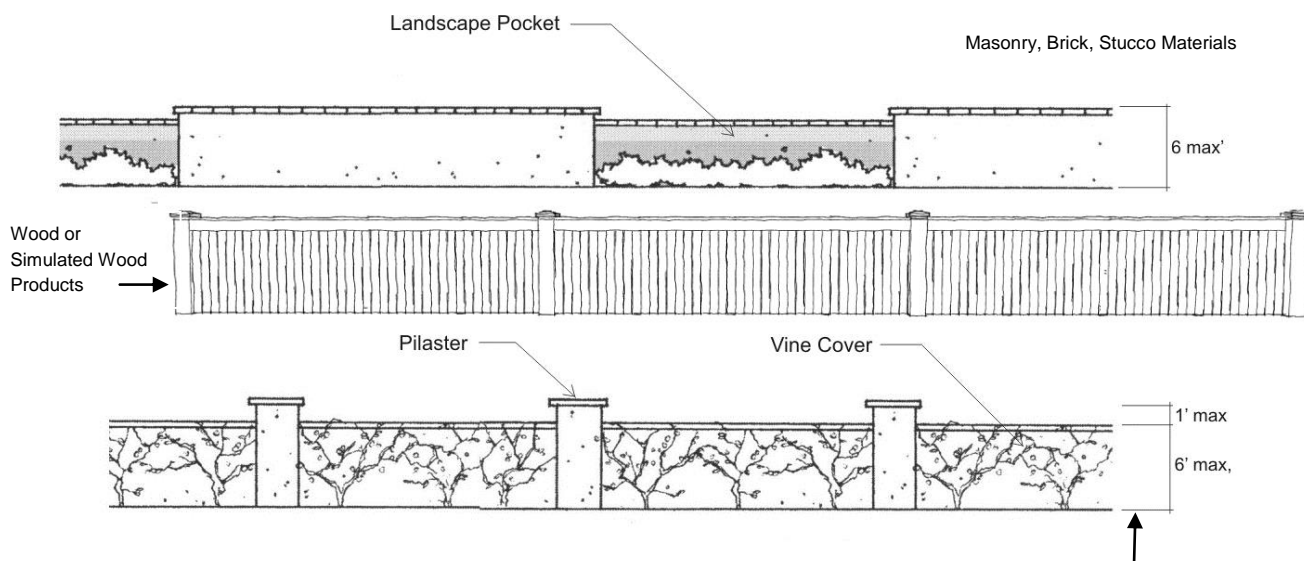 Landscape Pocket
Masonry, Brick, Stucco Materials
6 max'
Wood or
Simulated Wood
Products
Pilaster
Vine Cover
1' max
6' max,